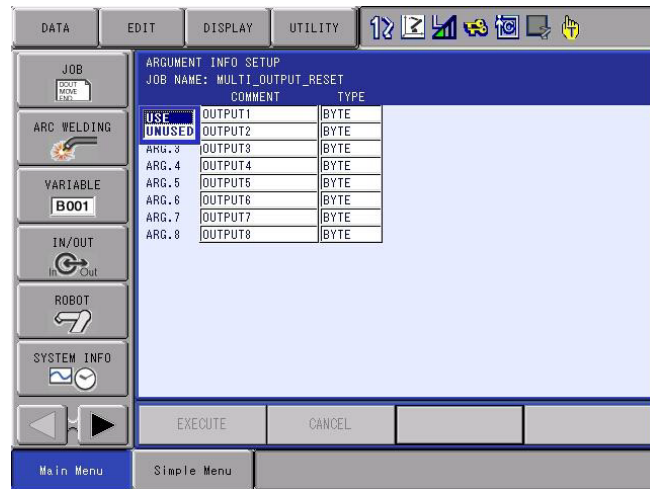 DATA EDIT DISPLAY UTILITY
JOB
DOUT
MOVE
END
ARC WELDING
VARIABLE
B001
IN/OUT
In Out
ROBOT
SYSTEM INFO
ARGUMENT INFO SETUP
JOB NAME: MULTI_OUTPUT_RESET
COMMENT TYPE
USE OUTPUT1 BYTE
UNUSED OUTPUT2 BYTE
ARG.3 OUTPUT3 BYTE
ARG.4 OUTPUT4 BYTE
ARG.5 OUTPUT5 BYTE
ARG.6 OUTPUT6 BYTE
ARG.7 OUTPUT7 BYTE
ARG.8 OUTPUT8 BYTE
EXECUTE CANCEL
Main Menu Simple Menu